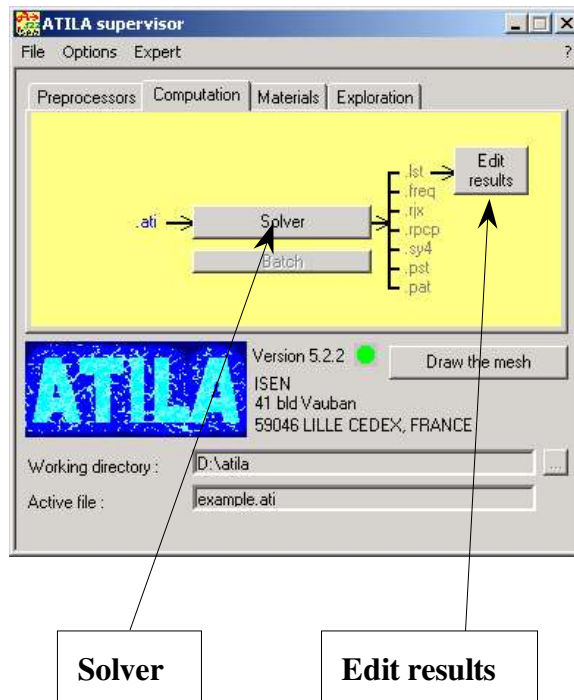 ATILA supervisor
File Options Expert ?
Preprocessors Computation Materials Exploration
.ati Solver
Batch
.lst
.freq
.rjx
.rpcp
.sy4
.pst
.pat
Edit
results
ATILA
Version 5.2.2
Draw the mesh
ISEN
41 bld Vauban
59046 LILLE CEDEX, FRANCE
Working directory : D:\atila ...
Active file : example.ati
Solver Edit results